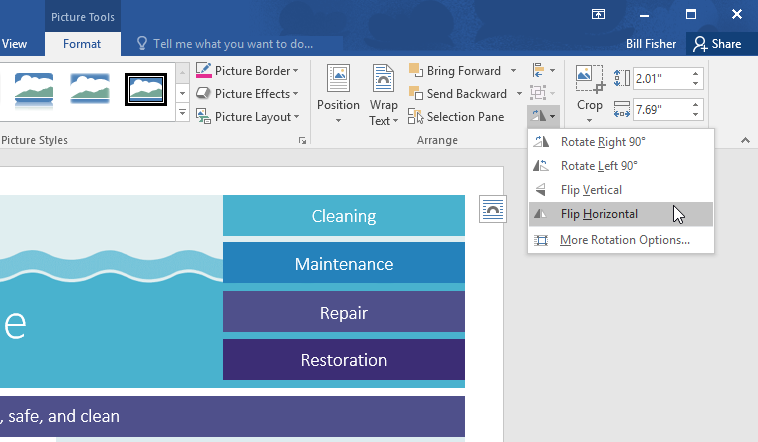 Picture Tools
View
Format
Tell me what you want to do...
Bill Fisher
Share
Picture Border
Picture Effects
Picture Layout
Position
Wrap
Text
Bring Forward
Send Backward
Selection Pane
Crop
2.01"
7.69"
Picture Styles
Arrange
Rotate Right 90°
Rotate Left 90°
Flip Vertical
Flip Horizontal
More Rotation Options...
Cleaning
Maintenance
Repair
Restoration
e
, safe, and clean